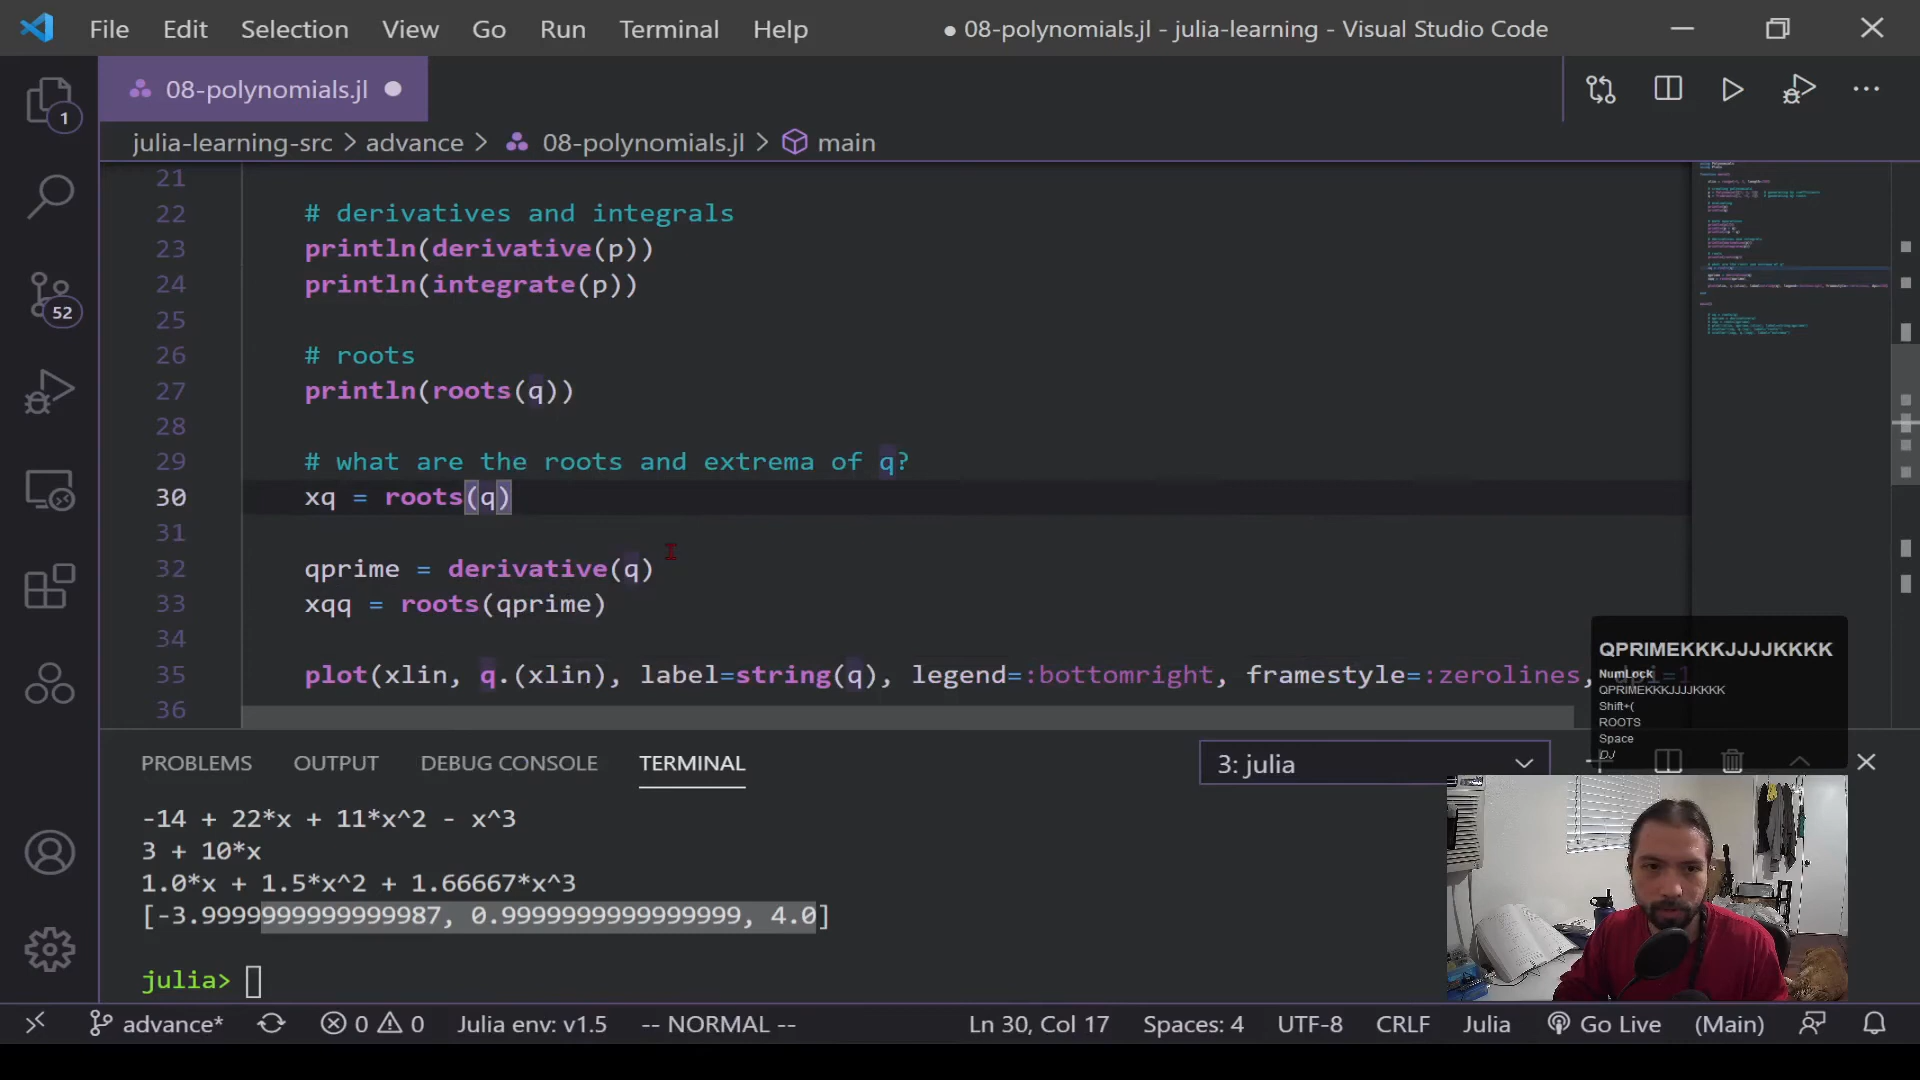 File Edit Selection View Go Run Terminal Help
● 08-polynomials.jl - julia-learning - Visual Studio Code
08-polynomials.jl
julia-learning-src > advance > 08-polynomials.jl > main
1
52
21
22 # derivatives and integrals
23 println(derivative(p))
24 println(integrate(p))
25
26 # roots
27 println(roots(q))
28
29 # what are the roots and extrema of q?
30 xq = roots(q)
31
32 qprime = derivative(q)
33 xqq = roots(qprime)
34
35 plot(xlin, q.(xlin), label=string(q), legend=:bottomright, framestyle=:zerolines, dpi=1
36
QPRIMEKKKJJJJKKKK
NumLock
QPRIMEKKKJJJJKKKK
Shift+(
ROOTS
Space
PROBLEMS OUTPUT DEBUG CONSOLE TERMINAL
3: julia
-14 + 22*x + 11*x^2 - x^3
3 + 10*x
1.0*x + 1.5*x^2 + 1.66667*x^3
[-3.9999999999999987, 0.9999999999999999, 4.0]
julia>
advance* 0 0 Julia env: v1.5 -- NORMAL -- Ln 30, Col 17 Spaces: 4 UTF-8 CRLF Julia Go Live (Main)